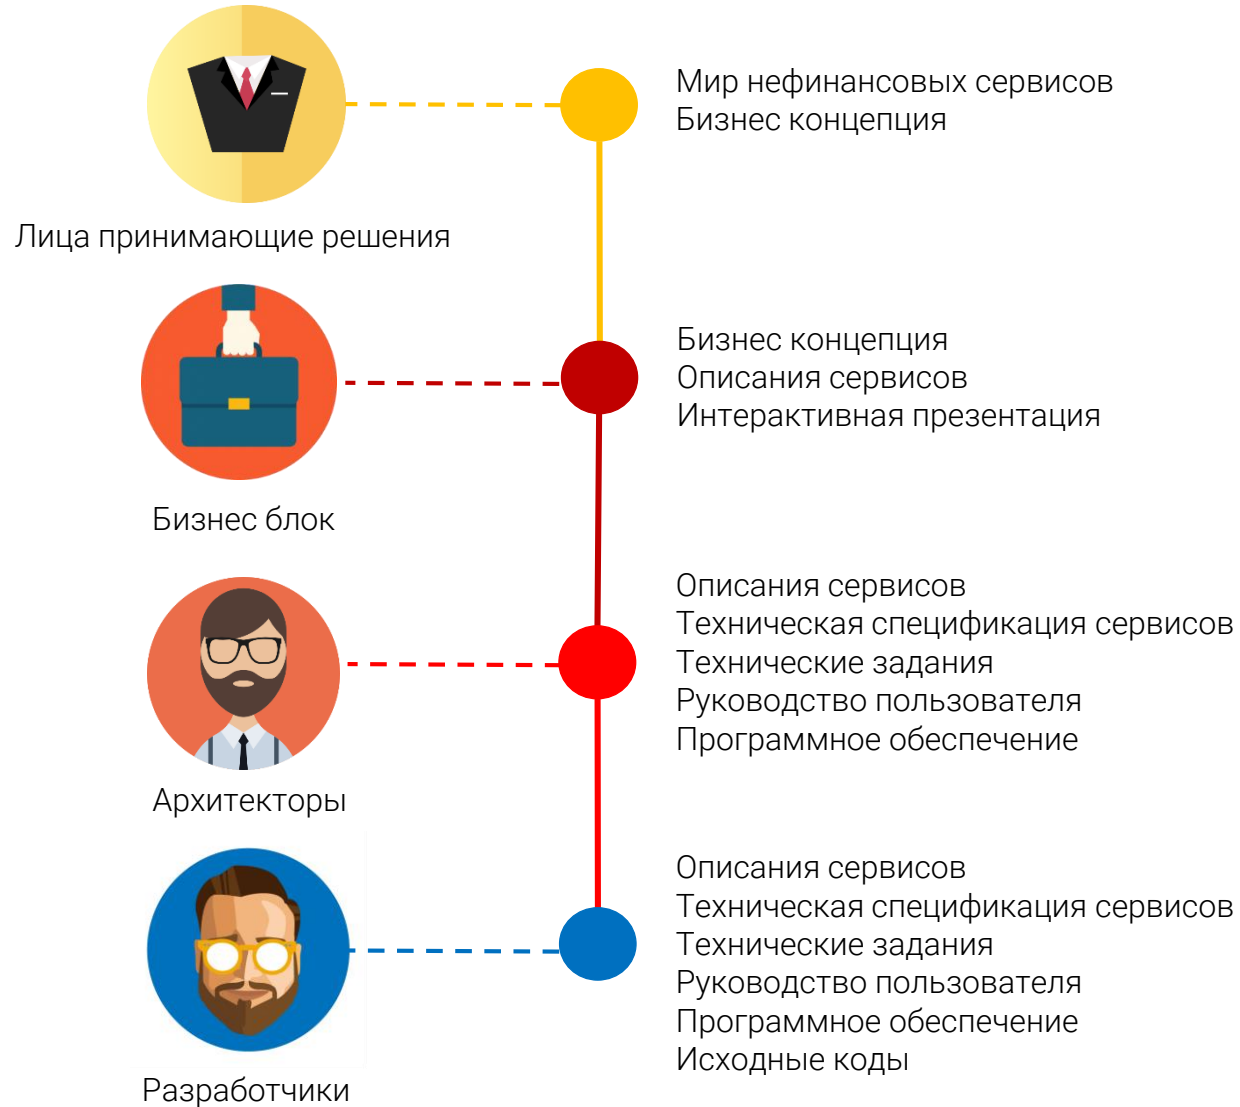 Мир нефинансовых сервисов
Бизнес концепция
Лица принимающие решения
Бизнес концепция
Описания сервисов
Интерактивная презентация
Бизнес блок
Описания сервисов
Техническая спецификация сервисов
Технические задания
Руководство пользователя
Программное обеспечение
Архитекторы
Описания сервисов
Техническая спецификация сервисов
Технические задания
Руководство пользователя
Программное обеспечение
Исходные коды
Разработчики